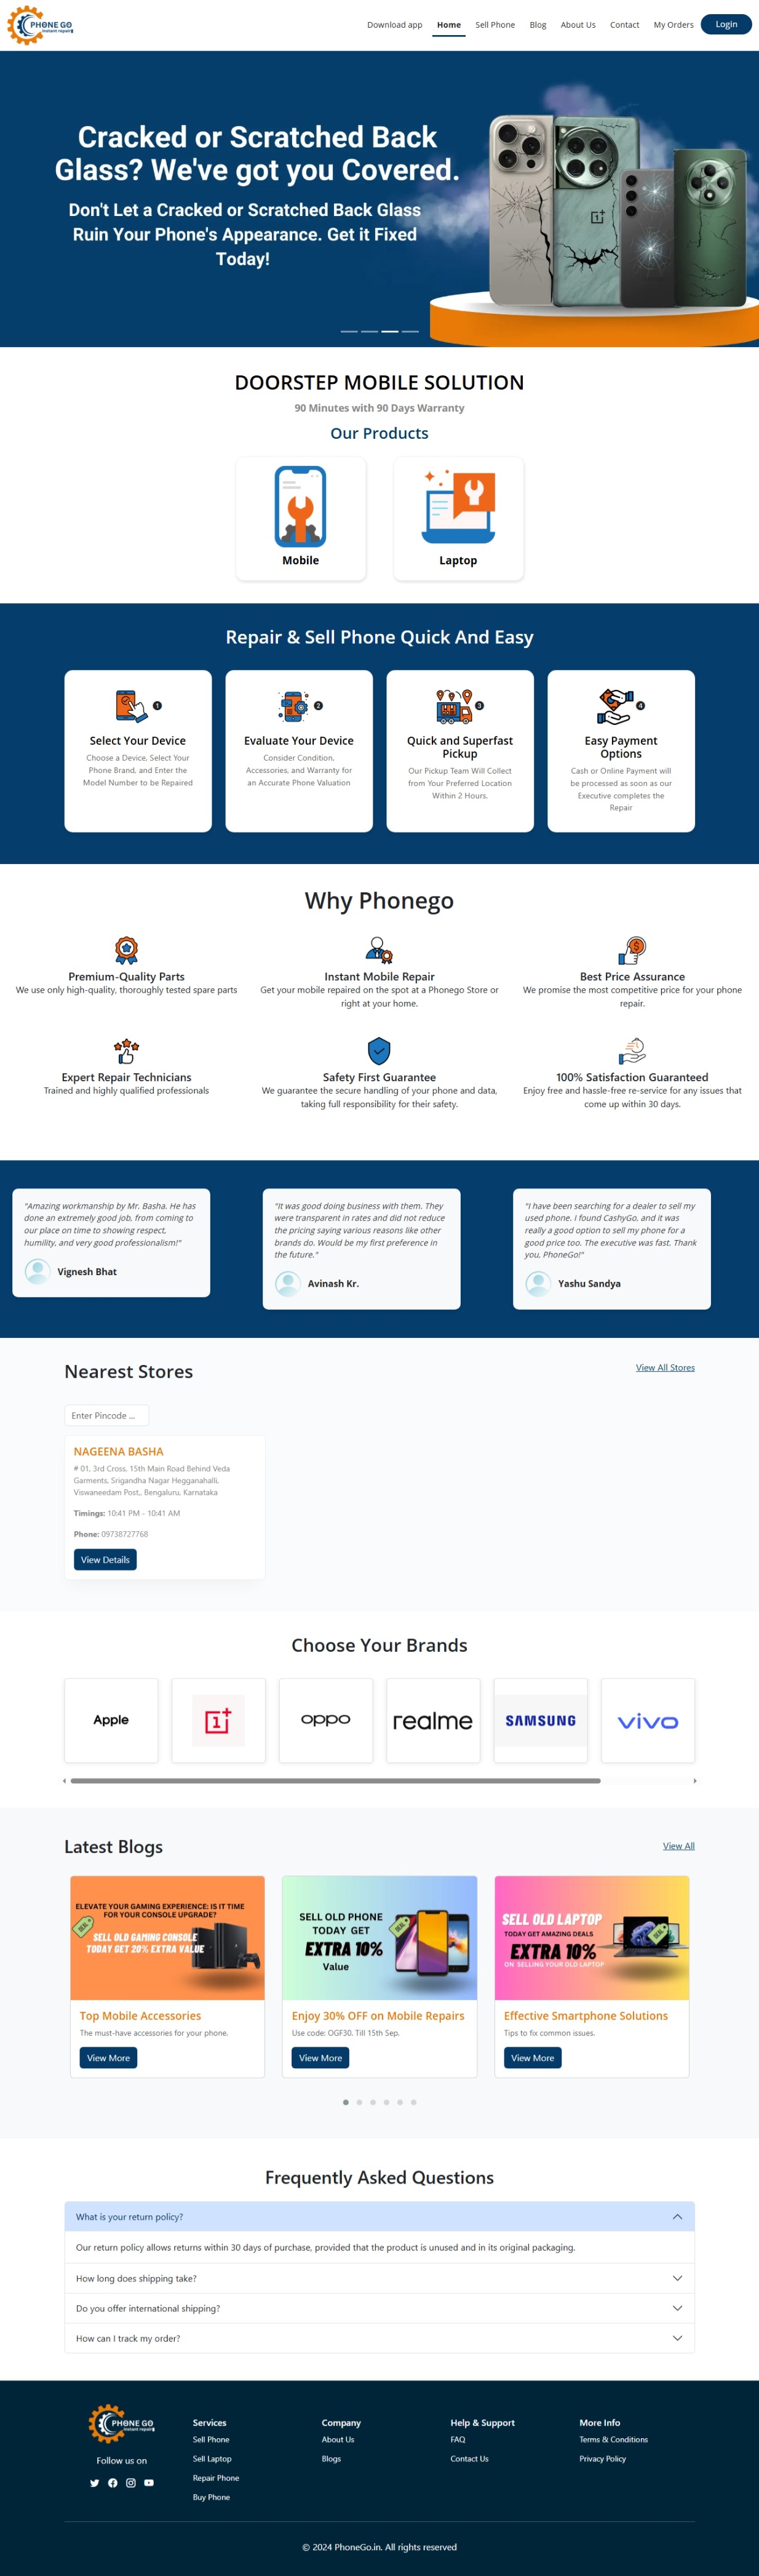 PHONE GO
instant repair
Download app
Home
Sell Phone
Blog
About Us
Contact
My Orders
Login
Cracked or Scratched Back
Glass? We've got you Covered.
Don't Let a Cracked or Scratched Back Glass
Ruin Your Phone's Appearance. Get it Fixed
Today!
DOORSTEP MOBILE SOLUTION
90 Minutes with 90 Days Warranty
Our Products
Mobile
Laptop
Repair & Sell Phone Quick And Easy
1
Select Your Device
Choose a Device, Select Your
Phone Brand, and Enter the
Model Number to be Repaired
2
Evaluate Your Device
Consider Condition,
Accessories, and Warranty for
an Accurate Phone Valuation
3
Quick and Superfast
Pickup
Our Pickup Team Will Collect
from Your Preferred Location
Within 2 Hours.
4
Easy Payment
Options
Cash or Online Payment will
be processed as soon as our
Executive completes the
Repair
Why Phonego
Premium-Quality Parts
We use only high-quality, thoroughly tested spare parts
Instant Mobile Repair
Get your mobile repaired on the spot at a Phonego Store or
right at your home.
Best Price Assurance
We promise the most competitive price for your phone
repair.
Expert Repair Technicians
Trained and highly qualified professionals
Safety First Guarantee
We guarantee the secure handling of your phone and data,
taking full responsibility for their safety.
100% Satisfaction Guaranteed
Enjoy free and hassle-free re-service for any issues that
come up within 30 days.
"Amazing workmanship by Mr. Basha. He has
done an extremely good job, from coming to
our place on time to showing respect,
humility, and very good professionalism!"
Vignesh Bhat
"It was good doing business with them. They
were transparent in rates and did not reduce
the pricing saying various reasons like other
brands do. Would be my first preference in
the future."
Avinash Kr.
"I have been searching for a dealer to sell my
used phone. I found CashyGo, and it was
really a good option to sell my phone for a
good price too. The executive was fast. Thank
you, PhoneGo!"
Yashu Sandya
Nearest Stores
View All Stores
Enter Pincode ...
NAGEENA BASHA
# 01, 3rd Cross, 15th Main Road Behind Veda
Garments, Srigandha Nagar Hegganahalli,
Viswaneedam Post,, Bengaluru, Karnataka
Timings: 10:41 PM - 10:41 AM
Phone: 09738727768
View Details
Choose Your Brands
Apple
1+
oppo
realme
SAMSUNG
vivo
Latest Blogs
View All
ELEVATE YOUR GAMING EXPERIENCE: IS IT TIME
FOR YOUR CONSOLE UPGRADE?
DEAL
SELL OLD GAMING CONSOLE
TODAY GET 20% EXTRA VALUE
Top Mobile Accessories
The must-have accessories for your phone.
View More
SELL OLD PHONE
TODAY GET
EXTRA 10%
Value
DEAL
Enjoy 30% OFF on Mobile Repairs
Use code: OGF30. Till 15th Sep.
View More
SELL OLD LAPTOP
TODAY GET AMAZING DEALS
EXTRA 10%
ON SELLING YOUR OLD LAPTOP
DEAL
Effective Smartphone Solutions
Tips to fix common issues.
View More
Frequently Asked Questions
What is your return policy?
Our return policy allows returns within 30 days of purchase, provided that the product is unused and in its original packaging.
How long does shipping take?
Do you offer international shipping?
How can I track my order?
PHONE GO
instant repair
Follow us on
Services
Sell Phone
Sell Laptop
Repair Phone
Buy Phone
Company
About Us
Blogs
Help & Support
FAQ
Contact Us
More Info
Terms & Conditions
Privacy Policy
© 2024 PhoneGo.in. All rights reserved